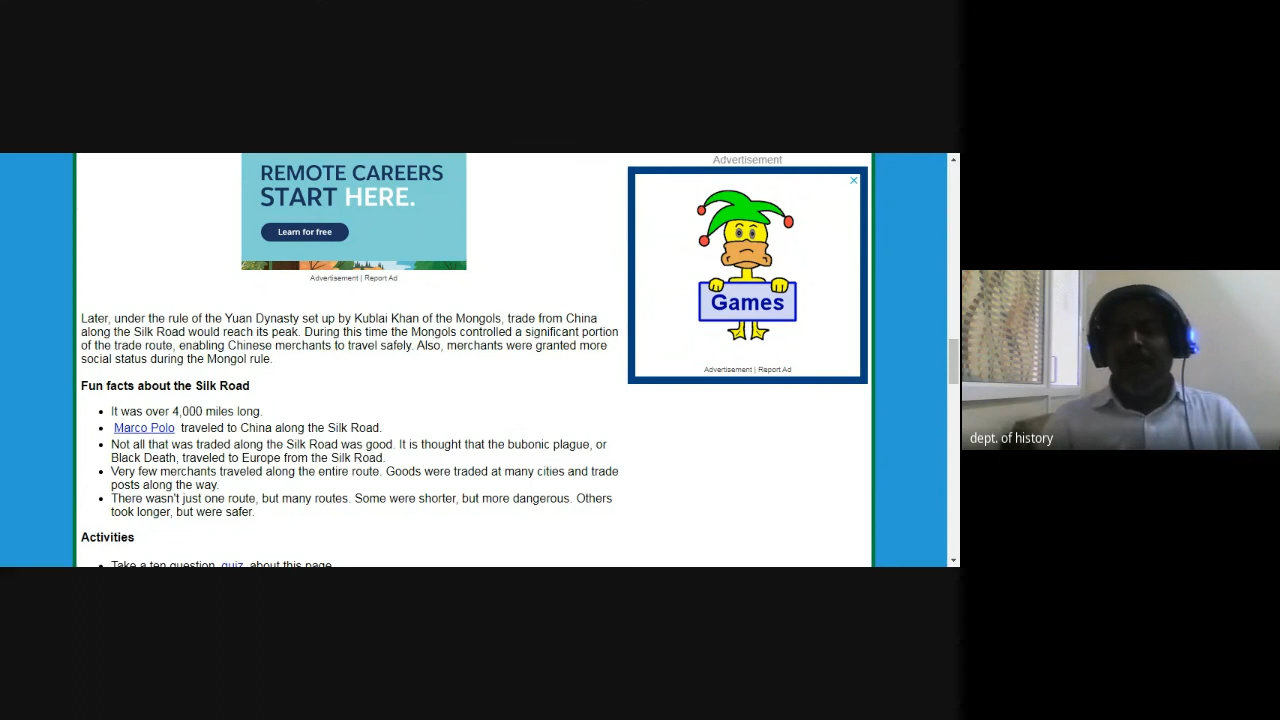 REMOTE CAREERS
START HERE.
Learn for free
Advertisement | Report Ad
Later, under the rule of the Yuan Dynasty set up by Kublai Khan of the Mongols, trade from China
along the Silk Road would reach its peak. During this time the Mongols controlled a significant portion
of the trade route, enabling Chinese merchants to travel safely. Also, merchants were granted more
social status during the Mongol rule.
Fun facts about the Silk Road
• It was over 4,000 miles long.
• Marco Polo traveled to China along the Silk Road.
• Not all that was traded along the Silk Road was good. It is thought that the bubonic plague, or
Black Death, traveled to Europe from the Silk Road.
• Very few merchants traveled along the entire route. Goods were traded at many cities and trade
posts along the way.
• There wasn't just one route, but many routes. Some were shorter, but more dangerous. Others
took longer, but were safer.
Activities
• Take a ten question quiz about this page.
Advertisement
Games
Advertisement | Report Ad
dept. of history